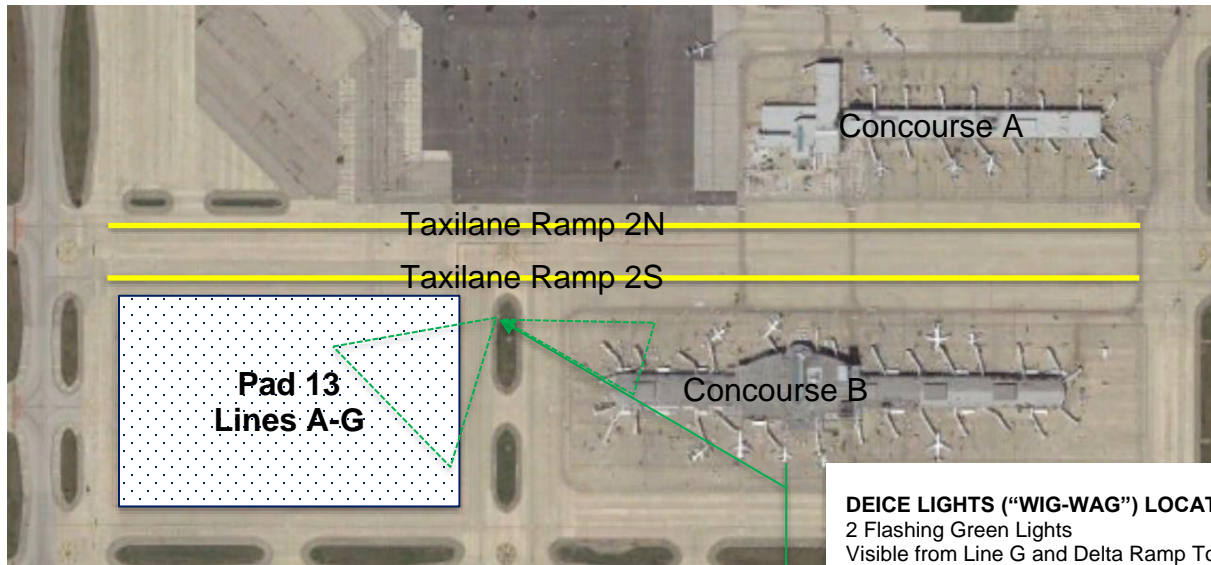 Concourse A
Taxilane Ramp 2N
Taxilane Ramp 2S
Pad 13
Lines A-G
Concourse B
DEICE LIGHTS (“WIG-WAG”)
2 Flashing Green Lights
Visible from Line G and Delta Ramp